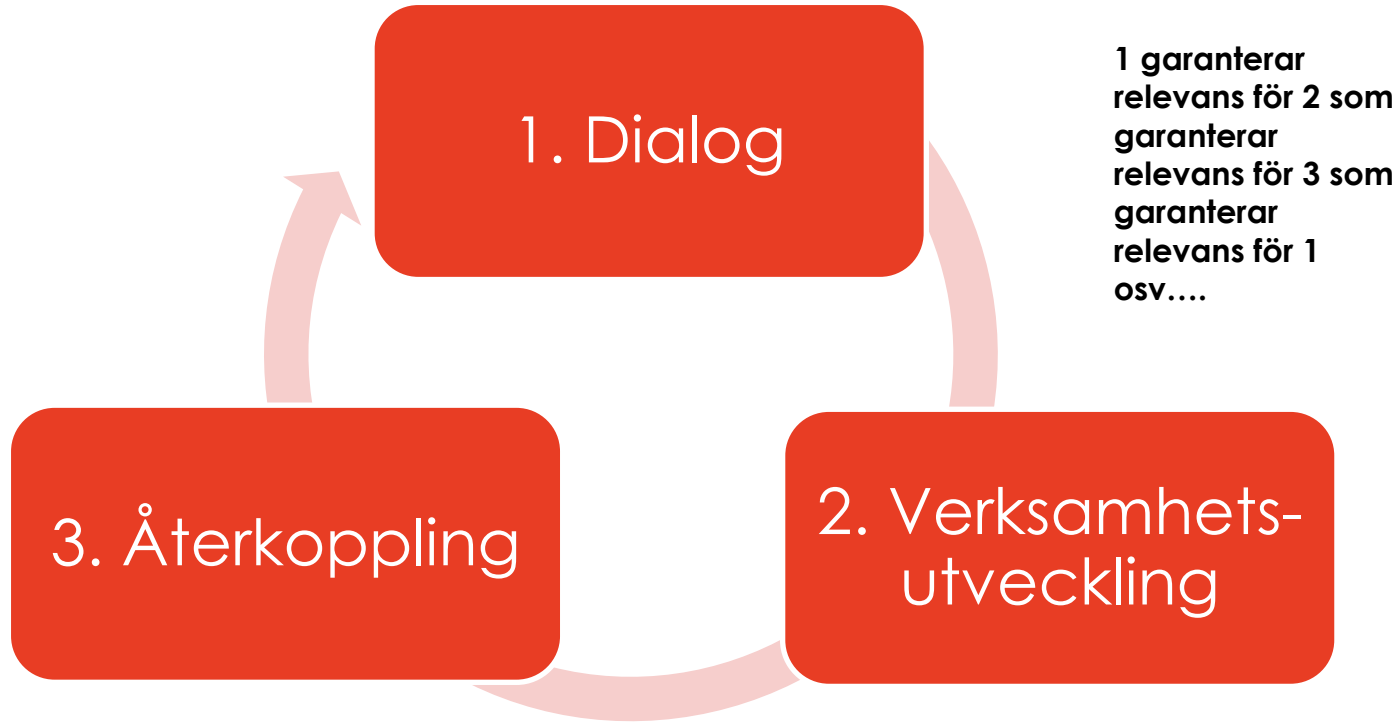 1. Dialog
1 garanterar
relevans för 2 som
garanterar
relevans för 3 som
garanterar
relevans för 1
osv....
3. Återkoppling
2. Verksamhets-
utveckling